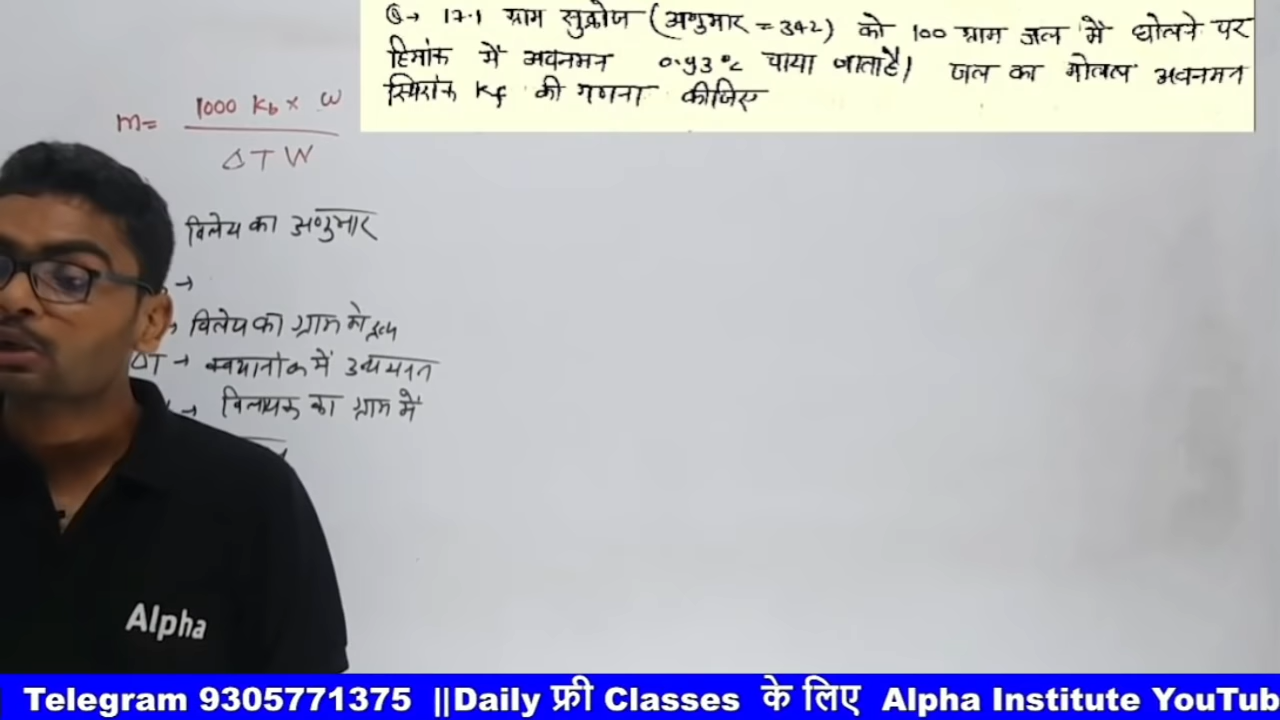 Q→ 17.1 ग्राम सुक्रोज (अणुभार = 342) को 100 ग्राम जल में घोलने पर
हिमांक में अवनमन 0.93°c पाया जाता है। जल का मोलल अवनमन
स्थिरांक Kf की गणना कीजिए
m = 1000 Kb × w
ΔT W
विलेय का अणुभार
→
विलेय का ग्राम में
ΔT → क्वथनांक में उन्नयन
→ विलायक का ग्राम में
Alpha
Telegram 9305771375 ||Daily फ्री Classes के लिए Alpha Institute YouTub